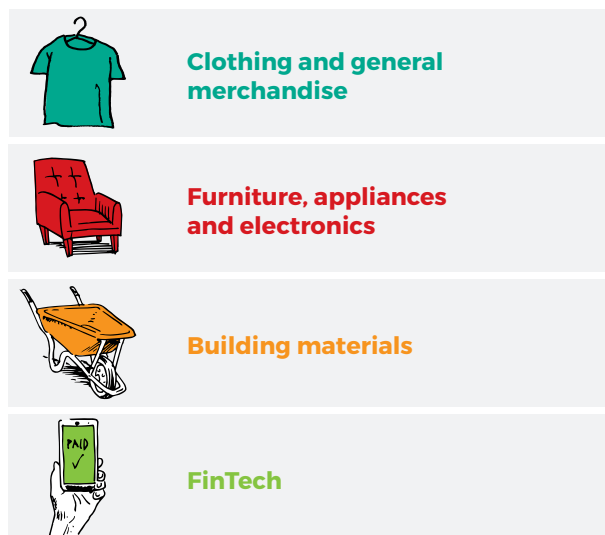 Clothing and general
merchandise
Furniture, appliances
and electronics
Building materials
PAID
FinTech